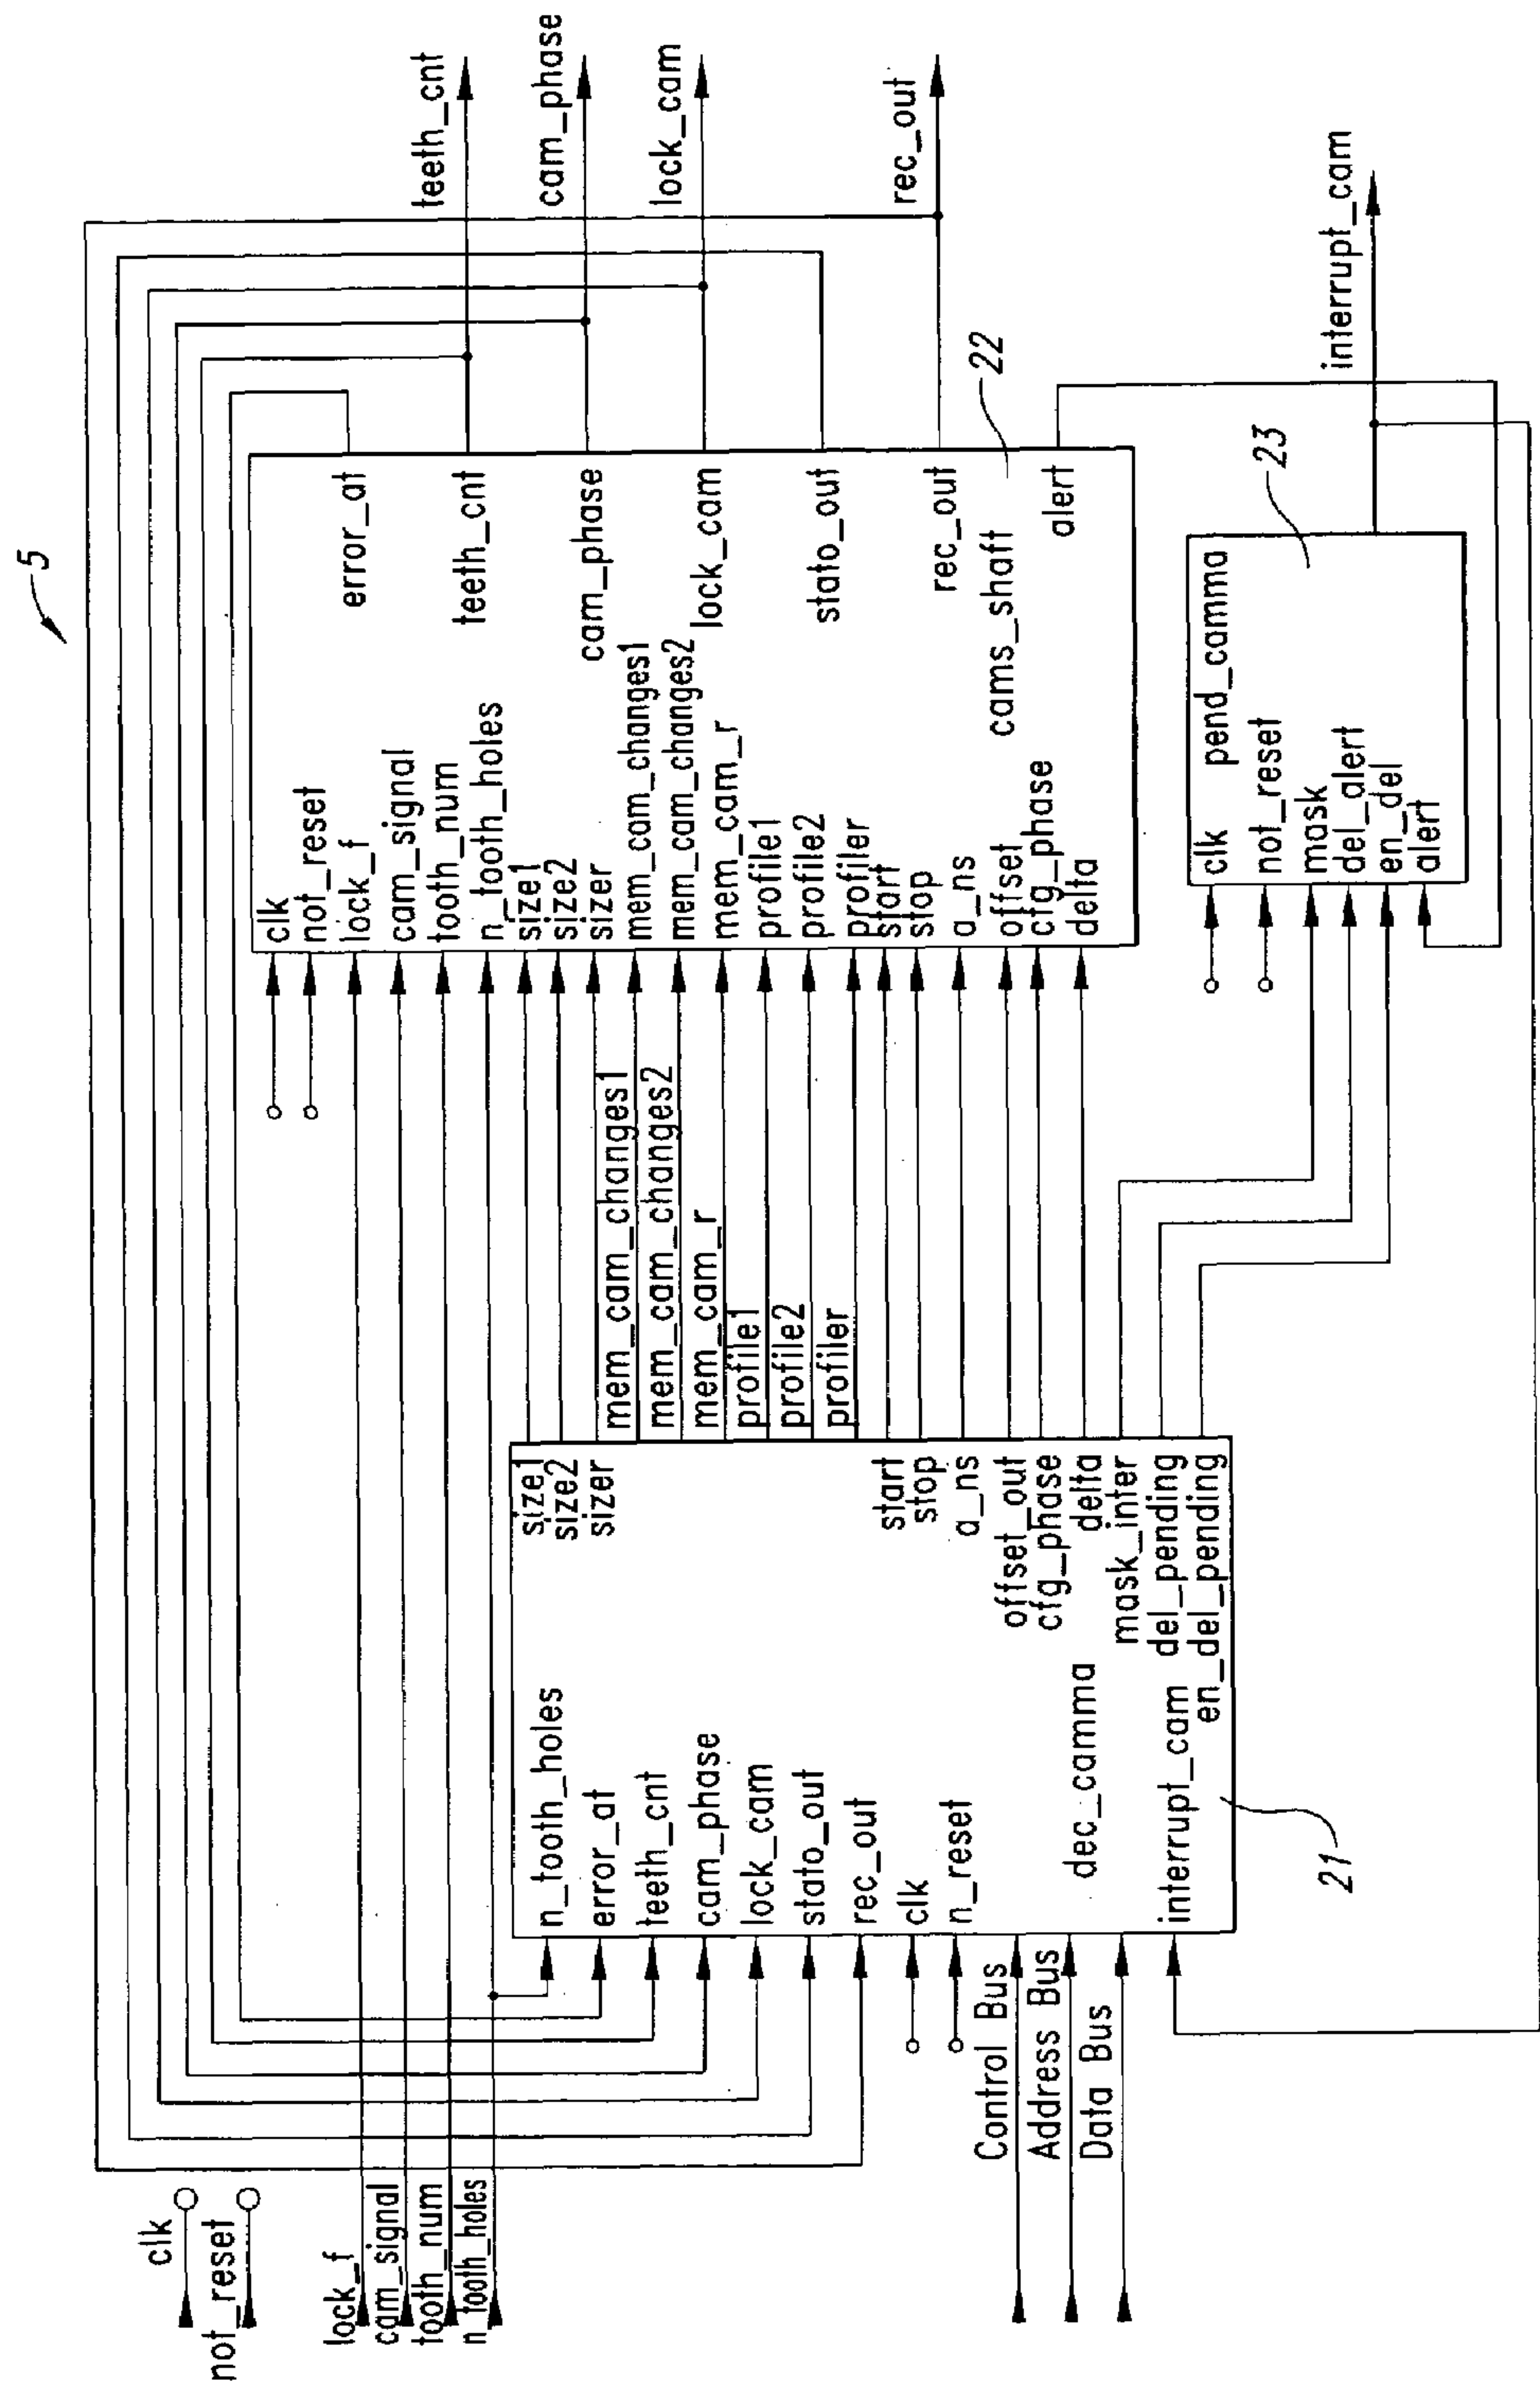 5
clk
not_reset
lock_f
cam_signal
tooth_num
n_tooth_holes
Control Bus
Address Bus
Data Bus
n_tooth_holes
error_at
teeth_cnt
cam_phase
lock_cam
stato_out
rec_out
clk
n_reset
dec_camma
interrupt_cam
21
size1
size2
sizer
start
stop
a_ns
offset_out
cfg_phase
delta
mask_inter
del_pending
en_del_pending
mem_cam_changes1
mem_cam_changes2
mem_cam_r
profile1
profile2
profiler
clk
not_reset
lock_f
cam_signal
tooth_num
n_tooth_holes
size1
size2
sizer
mem_cam_changes1
mem_cam_changes2
mem_cam_r
profile1
profile2
profiler
start
stop
a_ns
offset
cfg_phase
delta
cams_shaft
22
error_at
teeth_cnt
cam_phase
lock_cam
stato_out
rec_out
alert
clk
not_reset
mask
del_alert
en_del
alert
pend_camma
23
teeth_cnt
cam_phase
lock_cam
rec_out
interrupt_cam